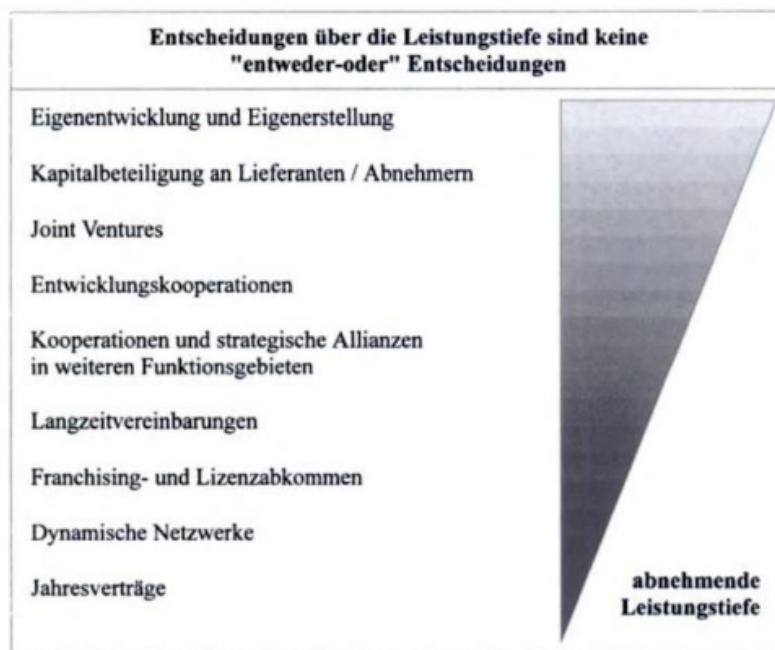 Entscheidungen über die Leistungstiefe sind keine
"entweder-oder" Entscheidungen
Eigenentwicklung und Eigenerstellung
Kapitalbeteiligung an Lieferanten / Abnehmern
Joint Ventures
Entwicklungskooperationen
Kooperationen und strategische Allianzen
in weiteren Funktionsgebieten
Langzeitvereinbarungen
Franchising- und Lizenzabkommen
Dynamische Netzwerke
Jahresverträge
abnehmende
Leistungstiefe